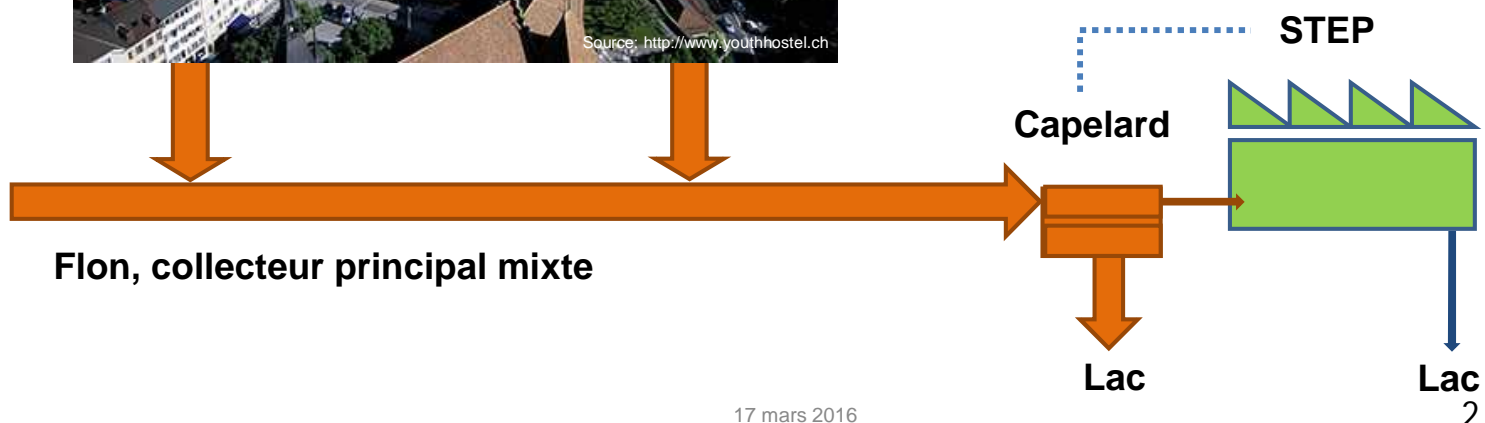 Source: http://www.youthhostel.ch
STEP
Capelard
Flon, collecteur principal mixte
Lac
Lac
17 mars 2016
2